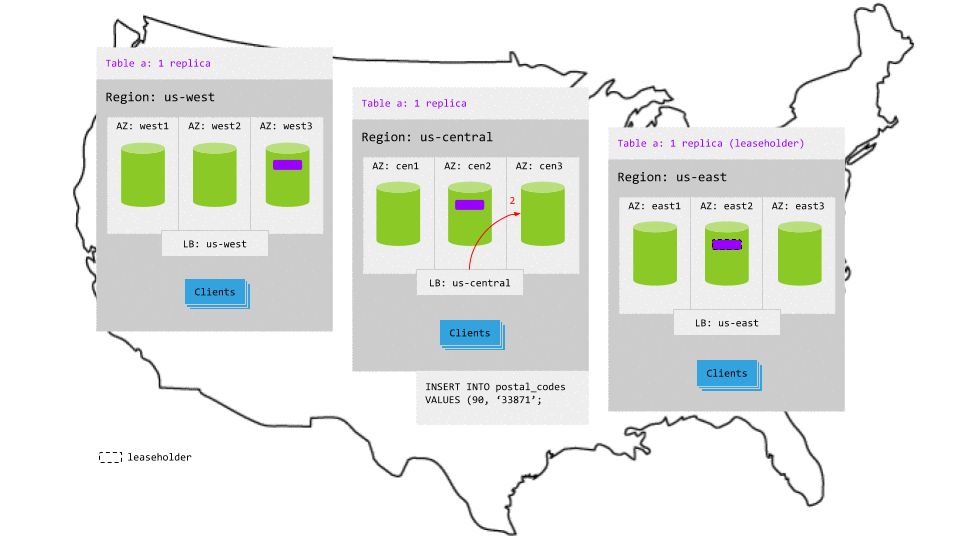 Table a: 1 replica
Region: us-west
AZ: west1
AZ: west2
AZ: west3
LB: us-west
Clients
Table a: 1 replica
Region: us-central
AZ: cen1
AZ: cen2
AZ: cen3
2
LB: us-central
Clients
INSERT INTO postal_codes
VALUES (90, ‘33871’;
Table a: 1 replica (leaseholder)
Region: us-east
AZ: east1
AZ: east2
AZ: east3
LB: us-east
Clients
leaseholder